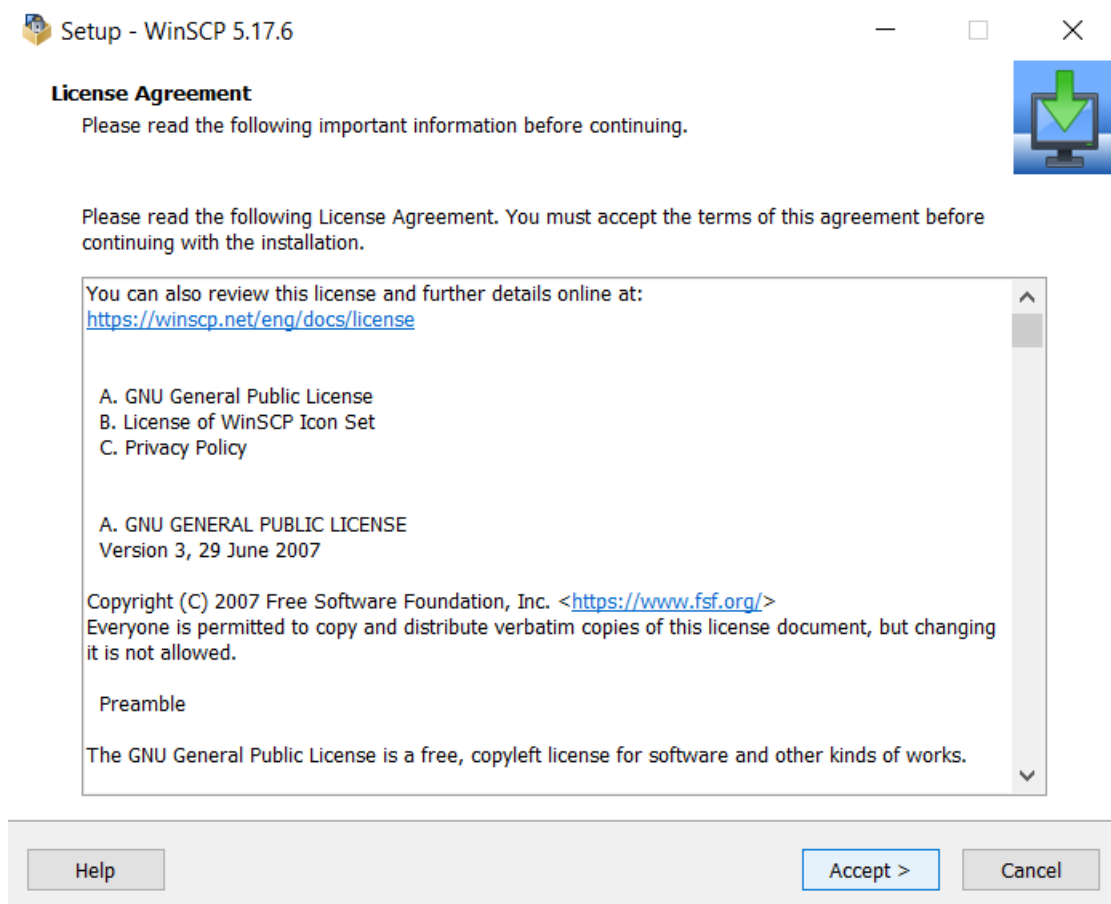 Setup - WinSCP 5.17.6
License Agreement
Please read the following important information before continuing.
Please read the following License Agreement. You must accept the terms of this agreement before
continuing with the installation.
You can also review this license and further details online at:
https://winscp.net/eng/docs/license
A. GNU General Public License
B. License of WinSCP Icon Set
C. Privacy Policy
A. GNU GENERAL PUBLIC LICENSE
Version 3, 29 June 2007
Copyright (C) 2007 Free Software Foundation, Inc. <https://www.fsf.org/>
Everyone is permitted to copy and distribute verbatim copies of this license document, but changing
it is not allowed.
Preamble
The GNU General Public License is a free, copyleft license for software and other kinds of works.
Help
Accept >
Cancel